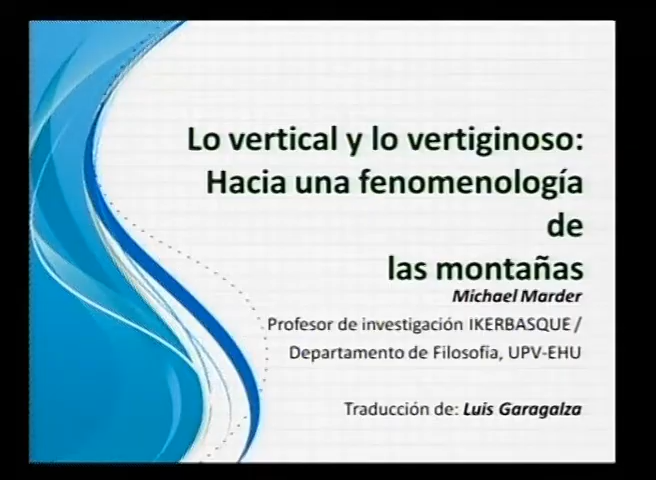 Lo vertical y lo vertiginoso:
Hacia una fenomenología
de
las montañas
Michael Marder
Profesor de investigación IKERBASQUE /
Departamento de Filosofía, UPV-EHU
Traducción de: Luis Garagalza